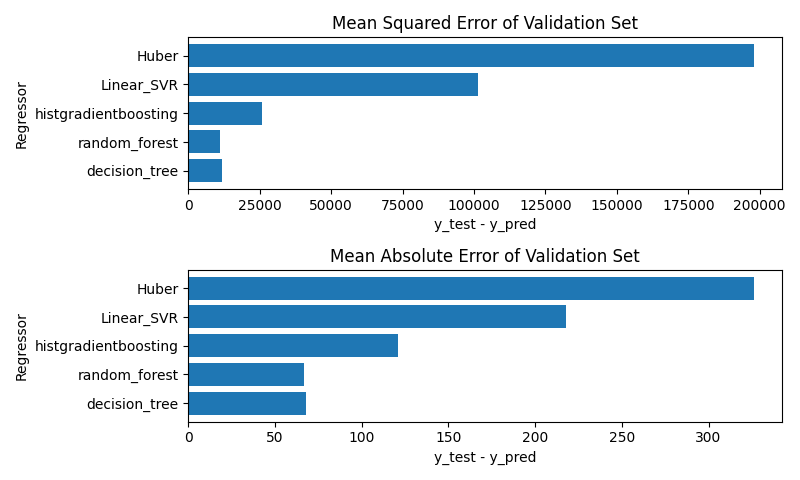 Mean Squared Error of Validation Set
Regressor
Huber
Linear_SVR
histgradientboosting
random_forest
decision_tree
0 25000 50000 75000 100000 125000 150000 175000 200000
y_test - y_pred
Mean Absolute Error of Validation Set
Regressor
Huber
Linear_SVR
histgradientboosting
random_forest
decision_tree
0 50 100 150 200 250 300
y_test - y_pred